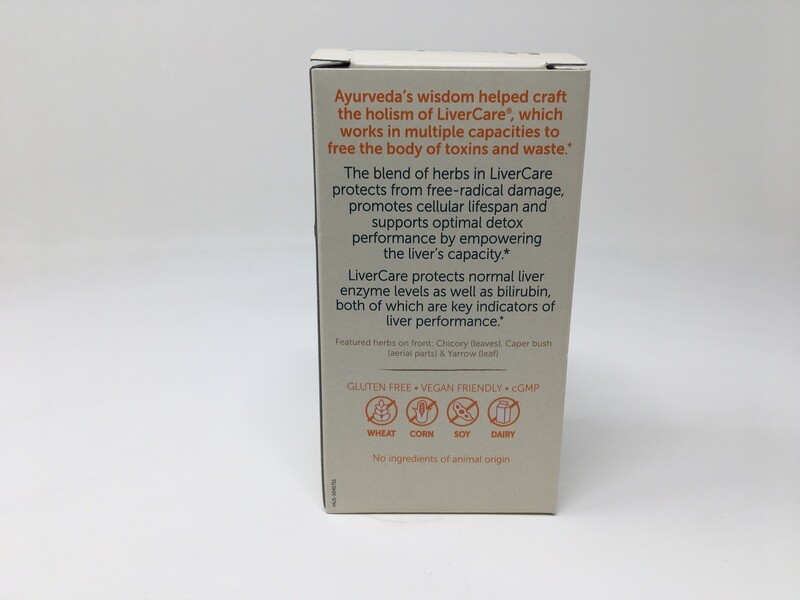 Ayurveda's wisdom helped craft
the holism of LiverCare®, which
works in multiple capacities to
free the body of toxins and waste.*
The blend of herbs in LiverCare
protects from free-radical damage,
promotes cellular lifespan and
supports optimal detox
performance by empowering
the liver's capacity.*
LiverCare protects normal liver
enzyme levels as well as bilirubin,
both of which are key indicators of
liver performance.*
Featured herbs on front: Chicory (leaves), Caper bush
(aerial parts) & Yarrow (leaf)
GLUTEN FREE • VEGAN FRIENDLY • cGMP
WHEAT CORN SOY DAIRY
No ingredients of animal origin